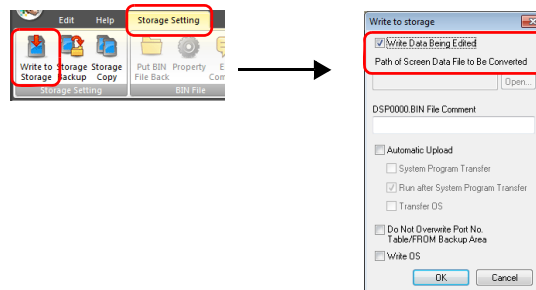 Edit Help Storage Setting
Write to Storage Storage Put BIN Property
Storage Backup Copy File Back
Storage Setting BIN File
Write to storage
Write Data Being Edited
Path of Screen Data File to Be Converted
Open...
DSP0000.BIN File Comment
Automatic Upload
System Program Transfer
Run after System Program Transfer
Transfer OS
Do Not Overwrite Port No.
Table/FROM Backup Area
Write OS
OK Cancel